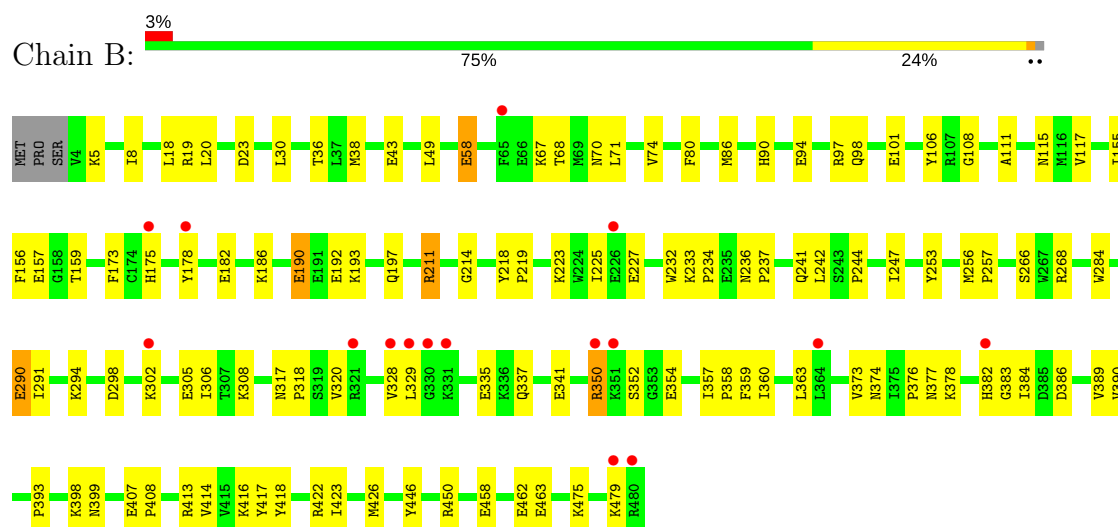 3%
Chain B:
75% 24% ••
MET PRO SER V4 K5 I8 L18 R19 L20 D23 L30 T36 L37 M38 E43 L49 E58 F65 E66 K67 T68 M69 N70 L71 V74 F80 M86 H90 E94 R97 Q98 E101 Y106 R107 G108 A111 N115 M116 V117 I155
F156 E157 G158 T159 F173 C174 H175 Y178 E182 K186 E190 E191 E192 K193 Q197 R211 G214 Y218 P219 K223 W224 I225 E226 E227 W232 K233 P234 E235 N236 P237 Q241 L242 S243 P244 I247 Y253 M256 P257 S266 W267 R268 W284
E290 I291 K294 D298 K302 E305 I306 T307 K308 N317 P318 S319 V320 R321 V328 L329 G330 K331 E335 K336 Q337 E341 R350 K351 S352 G353 E354 I357 P358 F359 I360 L363 L364 V373 N374 I375 P376 N377 K378 H382 G383 I384 D385 D386 V389
P393 K398 N399 E407 P408 R413 V414 V415 K416 Y417 Y418 R422 I423 M426 Y446 R450 E458 E462 E463 K475 K479 R480